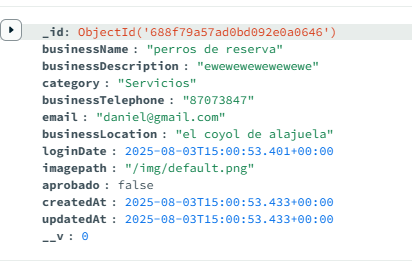 _id: ObjectId('688f79a57ad0bd092e0a0646')
businessName : "perros de reserva"
businessDescription : "ewewewewewewewe"
category : "Servicios"
businessTelephone : "87073847"
email : "daniel@gmail.com"
businessLocation : "el coyol de alajuela"
loginDate : 2025-08-03T15:00:53.401+00:00
imagepath : "/img/default.png"
aprobado : false
createdAt : 2025-08-03T15:00:53.433+00:00
updatedAt : 2025-08-03T15:00:53.433+00:00
__v : 0